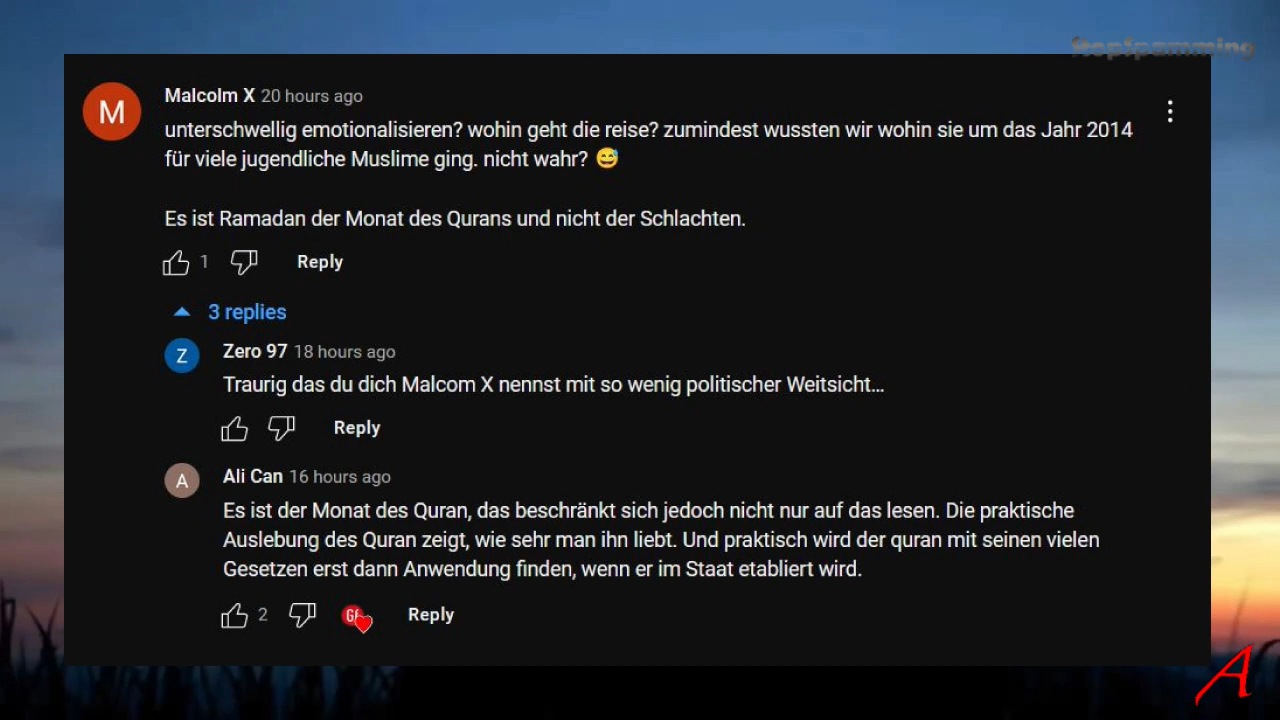 StopSpamming
M
Malcolm X 20 hours ago
unterschwellig emotionalisieren? wohin geht die reise? zumindest wussten wir wohin sie um das Jahr 2014
für viele jugendliche Muslime ging. nicht wahr? 😅
Es ist Ramadan der Monat des Qurans und nicht der Schlachten.
1 Reply
3 replies
Z
Zero 97 18 hours ago
Traurig das du dich Malcom X nennst mit so wenig politischer Weitsicht...
Reply
A
Ali Can 16 hours ago
Es ist der Monat des Quran, das beschränkt sich jedoch nicht nur auf das lesen. Die praktische
Auslebung des Quran zeigt, wie sehr man ihn liebt. Und praktisch wird der quran mit seinen vielen
Gesetzen erst dann Anwendung finden, wenn er im Staat etabliert wird.
2 Reply
A